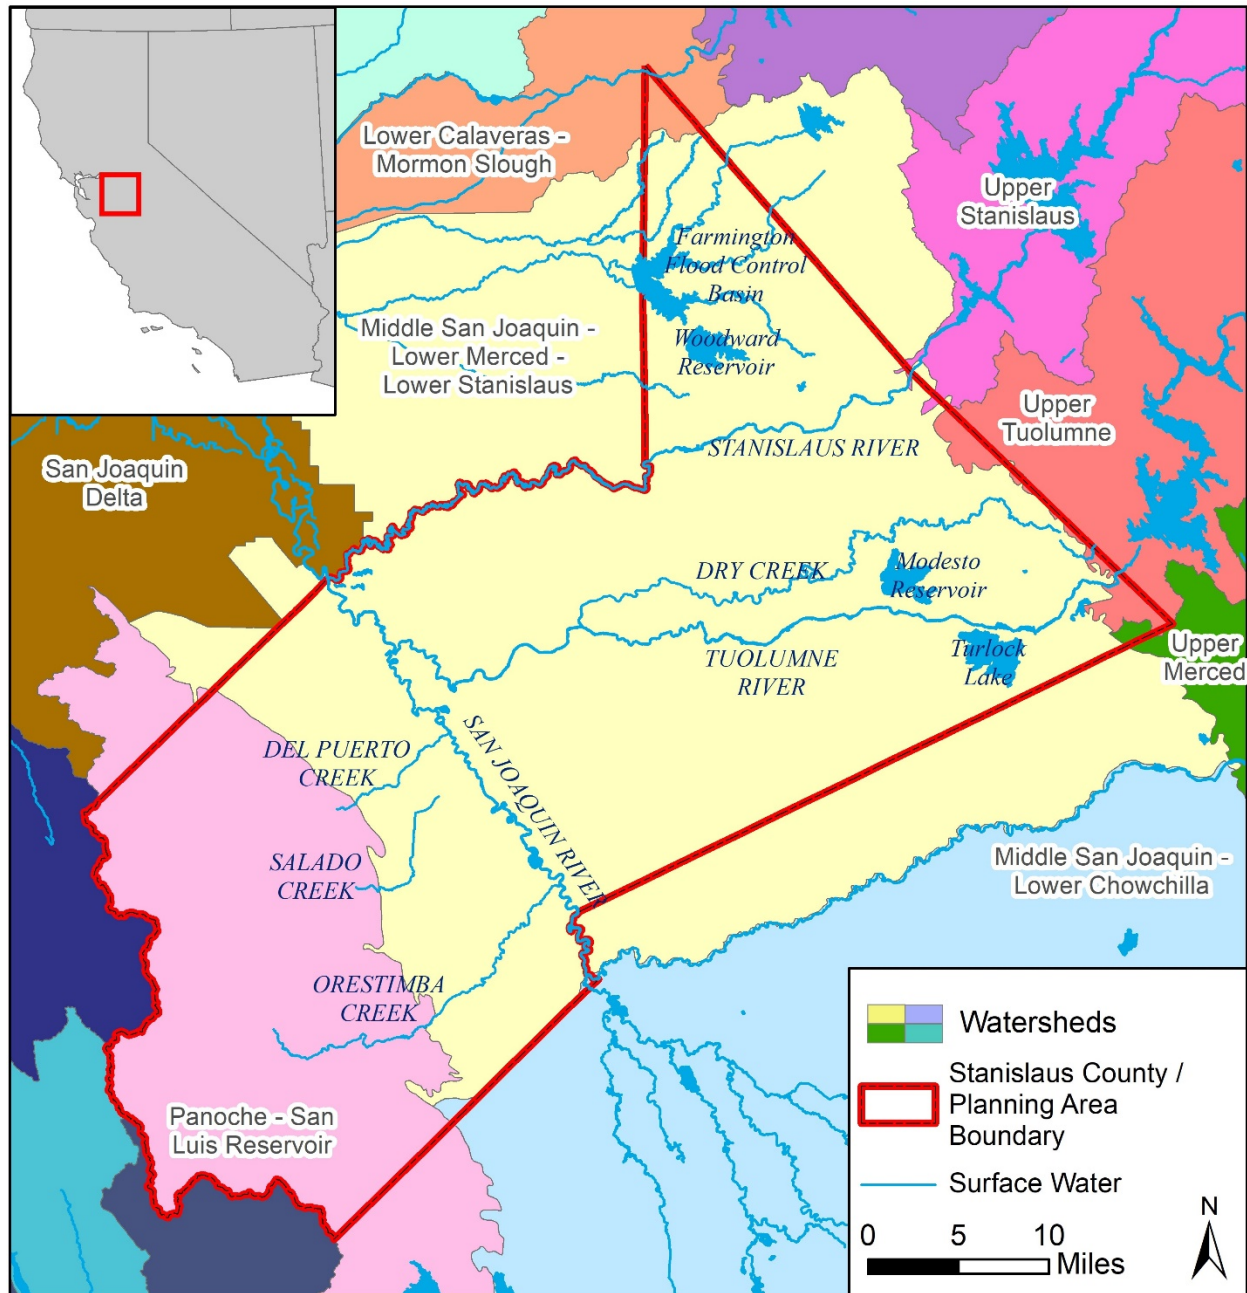 Lower Calaveras -
Mormon Slough
Upper
Stanislaus
Farmington
Flood Control
Basin
Middle San Joaquin -
Lower Merced -
Lower Stanislaus
Woodward
Reservoir
Upper
Tuolumne
STANISLAUS RIVER
San Joaquin
Delta
DRY CREEK
Modesto
Reservoir
TUOLUMNE
RIVER
Turlock
Lake
Upper
Merced
SAN JOAQUIN RIVER
DEL PUERTO
CREEK
SALADO
CREEK
Middle San Joaquin -
Lower Chowchilla
ORESTIMBA
CREEK
Panoche - San
Luis Reservoir
Watersheds
Stanislaus County /
Planning Area
Boundary
Surface Water
0 5 10
Miles
N